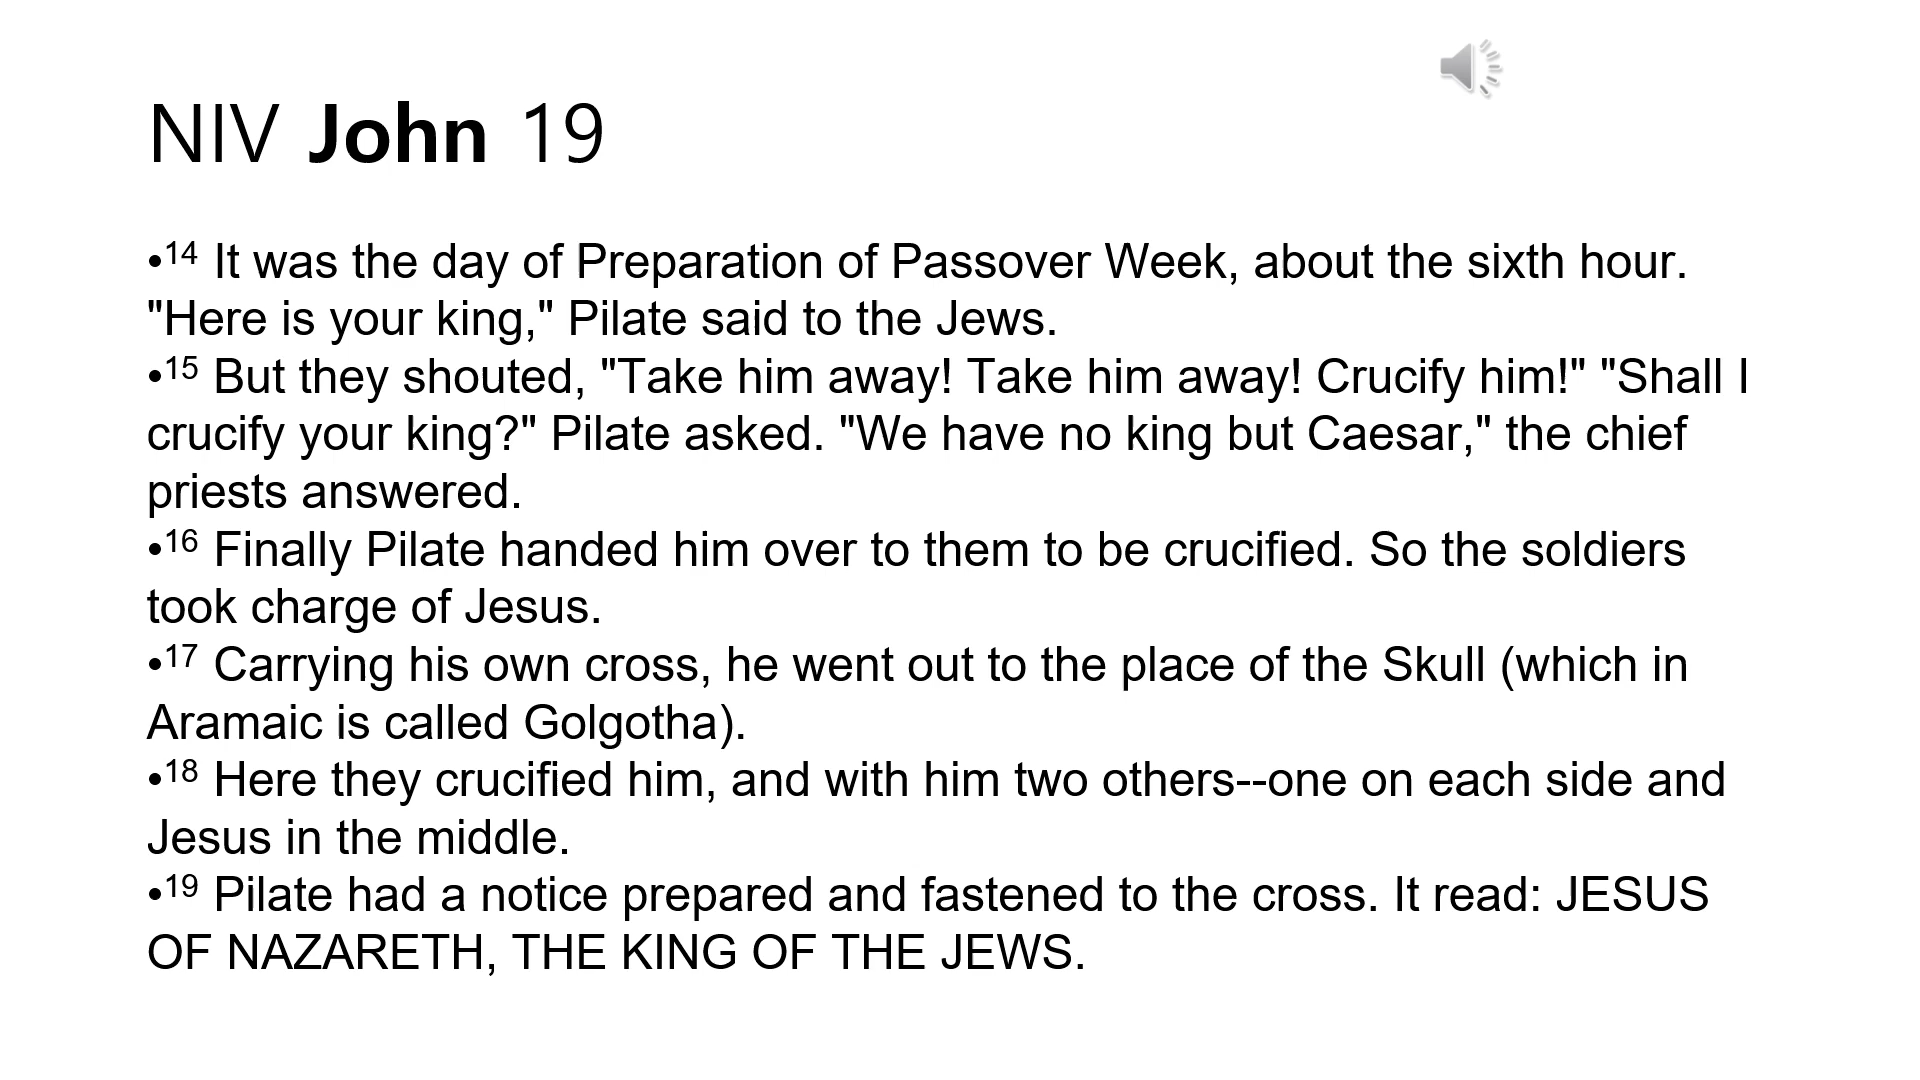 NIV John 19
•14 It was the day of Preparation of Passover Week, about the sixth hour.
"Here is your king," Pilate said to the Jews.
•15 But they shouted, "Take him away! Take him away! Crucify him!" "Shall I
crucify your king?" Pilate asked. "We have no king but Caesar," the chief
priests answered.
•16 Finally Pilate handed him over to them to be crucified. So the soldiers
took charge of Jesus.
•17 Carrying his own cross, he went out to the place of the Skull (which in
Aramaic is called Golgotha).
•18 Here they crucified him, and with him two others--one on each side and
Jesus in the middle.
•19 Pilate had a notice prepared and fastened to the cross. It read: JESUS
OF NAZARETH, THE KING OF THE JEWS.